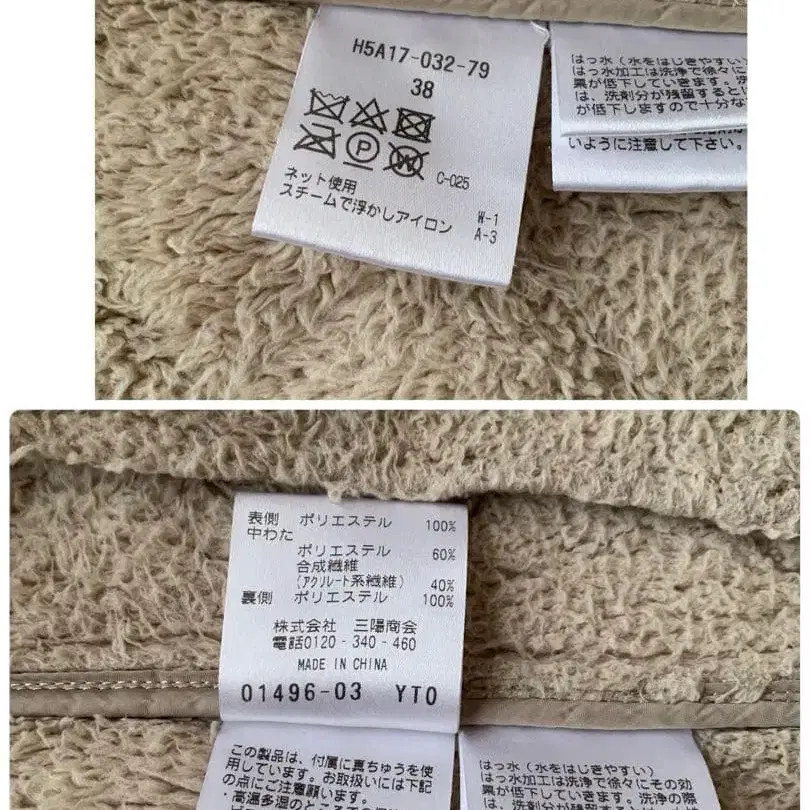 H5A17-032-79
38
P
W
C-025
ネット使用
スチームで浮かしアイロン
W-1
A-3
はっ水（水をはじきやすい）
はっ水加工は洗浄で徐々に
果が低下していきます。洗
は、洗剤分が残留すると
が低下しますので十分な
いように注意して下さい。
表側 ポリエステル 100%
中わた
ポリエステル 60%
合成繊維
(アクリレート系繊維) 40%
裏側 ポリエステル 100%
株式会社 三陽商会
電話0120-340-460
MADE IN CHINA
01496-03 YTO
この製品は、付属に真ちゅうを使
用しています。お取扱いには下記
の点にご注意願います。
・高温多湿のところ
はっ水（水をはじきやすい）
はっ水加工は洗浄で徐々にその効
果が低下していきます。洗浄の際
は、洗剤分が残留